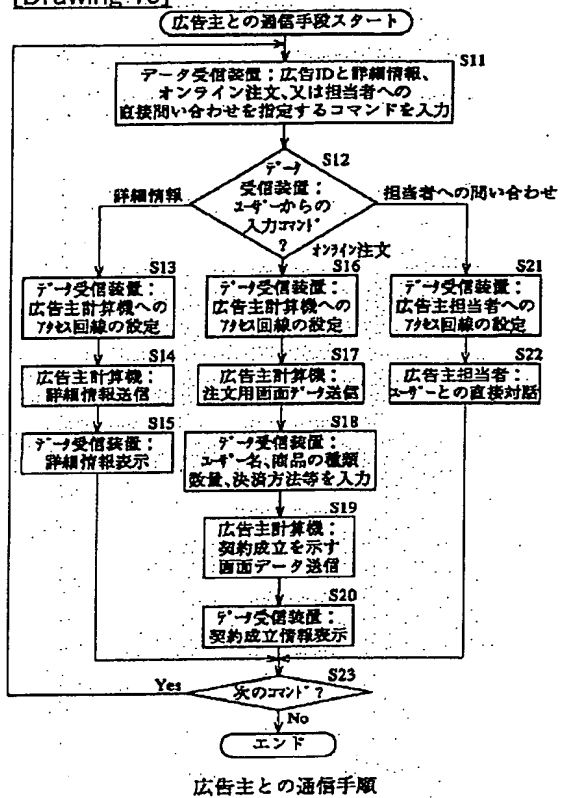 広告主との通信手段スタート
S11
データ受信装置：広告IDと詳細情報、
オンライン注文、又は担当者への
直接問い合わせを指定するコマンドを入力
S12
データ
受信装置：
ユーザーからの
入力コマンド
？
詳細情報
オンライン注文
担当者への問い合わせ
S13
データ受信装置：
広告主計算機への
アクセス回線の設定
S14
広告主計算機：
詳細情報送信
S15
データ受信装置：
詳細情報表示
S16
データ受信装置：
広告主計算機への
アクセス回線の設定
S17
広告主計算機：
注文用画面データ送信
S18
データ受信装置：
ユーザー名、商品の種類
数量、決済方法等を入力
S19
広告主計算機：
契約成立を示す
画面データ送信
S20
データ受信装置：
契約成立情報表示
S21
データ受信装置：
広告主担当者への
アクセス回線の設定
S22
広告主担当者：
ユーザーとの直接対話
S23
次のコマンド？
Yes
No
エンド
広告主との通信手順